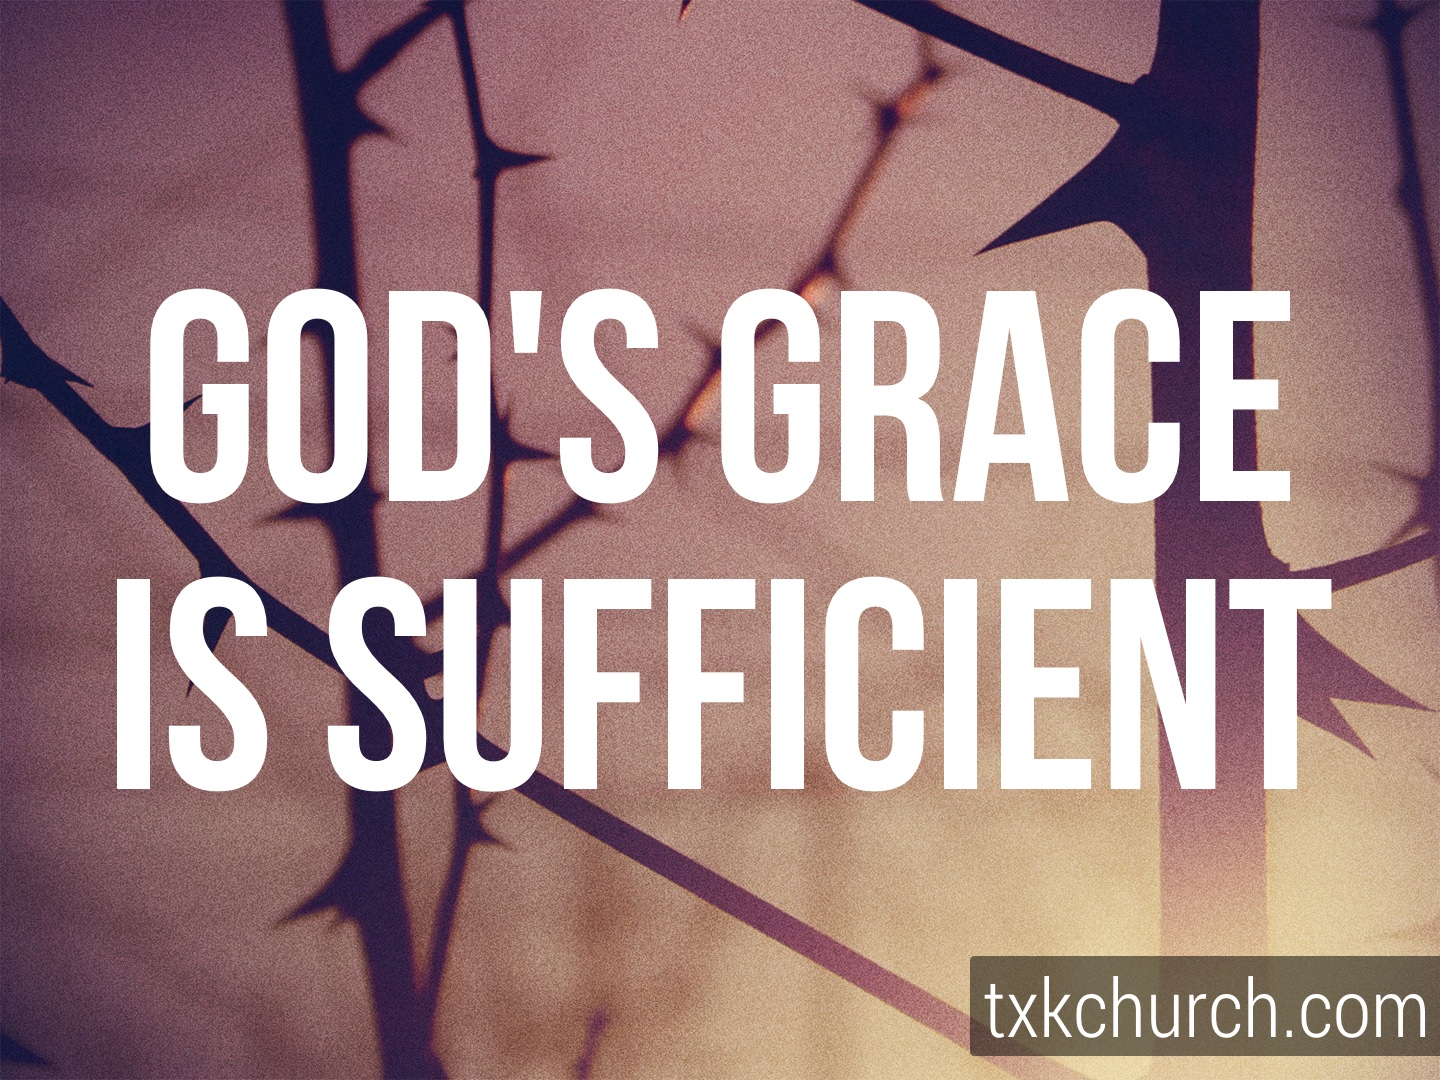 GOD'S GRACE
IS SUFFICIENT
txkchurch.com